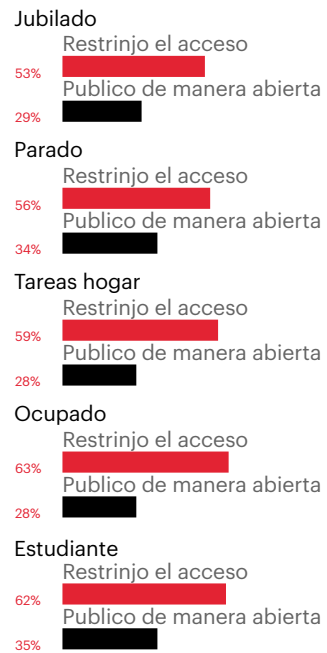 Jubilado
Restrinjo el acceso
53%
Publico de manera abierta
29%
Parado
Restrinjo el acceso
56%
Publico de manera abierta
34%
Tareas hogar
Restrinjo el acceso
59%
Publico de manera abierta
28%
Ocupado
Restrinjo el acceso
63%
Publico de manera abierta
28%
Estudiante
Restrinjo el acceso
62%
Publico de manera abierta
35%